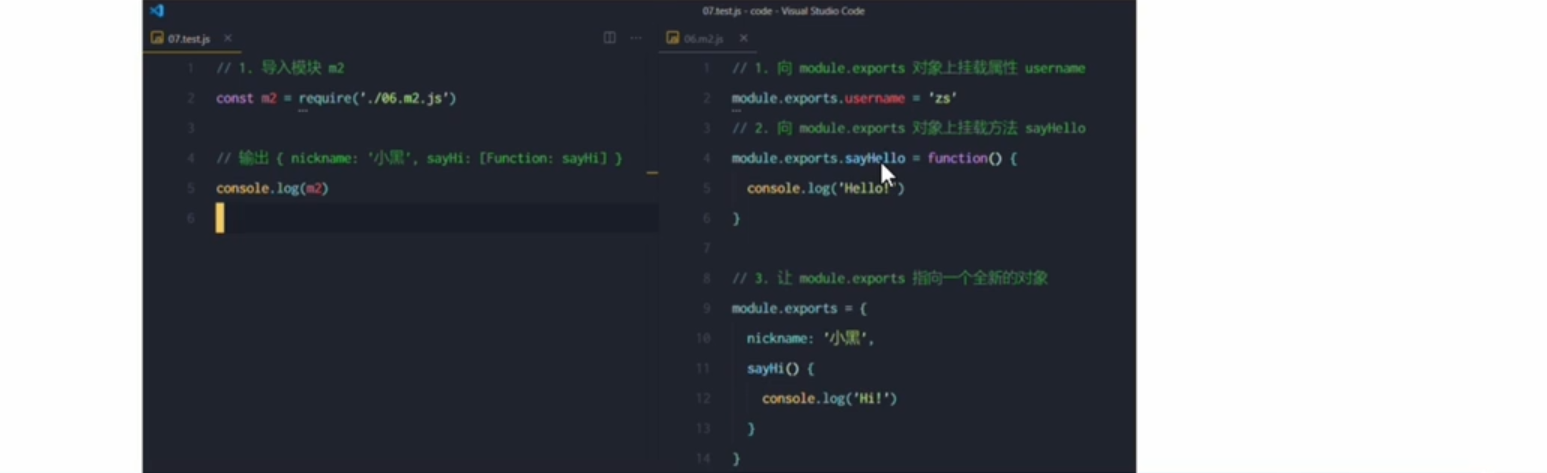 07.test.js - code - Visual Studio Code
07.test.js ×
1 // 1. 导入模块 m2
2 const m2 = require('./06.m2.js')
3
4 // 输出 { nickname: '小黑', sayHi: [Function: sayHi] }
5 console.log(m2)
6
06.m2.js ×
1 // 1. 向 module.exports 对象上挂载属性 username
2 module.exports.username = 'zs'
3 // 2. 向 module.exports 对象上挂载方法 sayHello
4 module.exports.sayHello = function() {
5 console.log('Hello!')
6 }
7
8 // 3. 让 module.exports 指向一个全新的对象
9 module.exports = {
10 nickname: '小黑',
11 sayHi() {
12 console.log('Hi!')
13 }
14 }